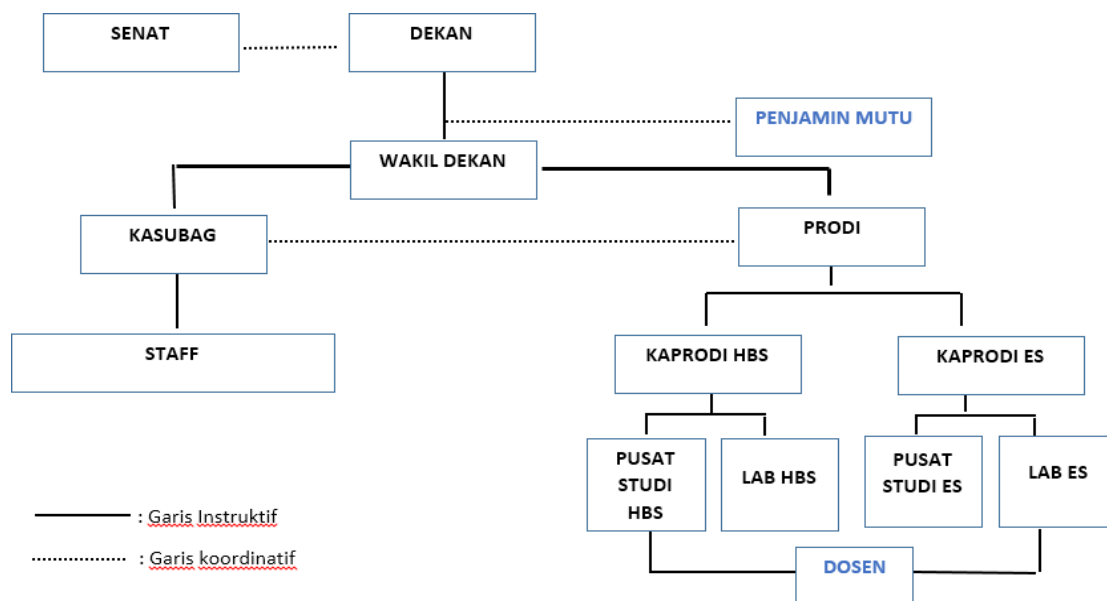 SENAT
DEKAN
PENJAMIN MUTU
WAKIL DEKAN
KASUBAG
PRODI
STAFF
KAPRODI HBS
KAPRODI ES
PUSAT
STUDI
HBS
LAB HBS
PUSAT
STUDI ES
LAB ES
: Garis Instruktif
: Garis koordinatif
DOSEN